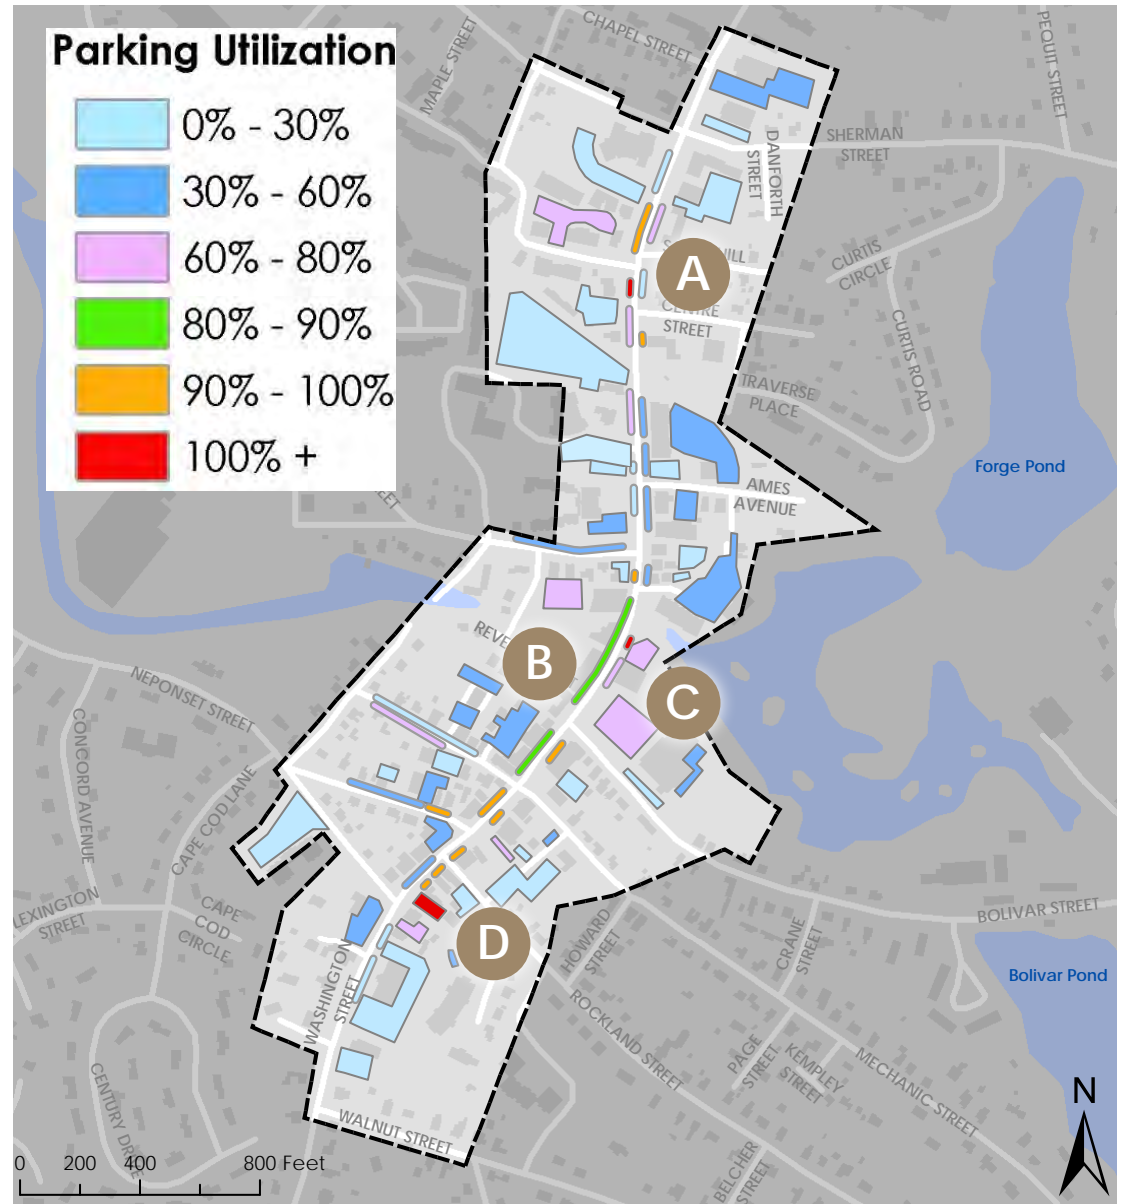 Parking Utilization
0% - 30%
30% - 60%
60% - 80%
80% - 90%
90% - 100%
100% +
MAPLE STREET
CHAPEL STREET
PEQUIT STREET
SHERMAN
STREET
DANFORTH
STREET
CURTIS
CIRCLE
CURTIS ROAD
A
CENTRE
STREET
TRAVERSE
PLACE
Forge Pond
AMES
AVENUE
B
C
NEPONSET STREET
CONCORD AVENUE
CAPE COD LANE
LEXINGTON
STREET
CAPE
COD
CIRCLE
D
WASHINGTON
STREET
HOWARD
STREET
CRANE
STREET
BOLIVAR STREET
Bolivar Pond
ROCKLAND STREET
PAGE
STREET
KEMPLEY
STREET
MECHANIC STREET
CENTURY DRIVE
WALNUT STREET
BELCHER
STREET
N
0 200 400 800 Feet